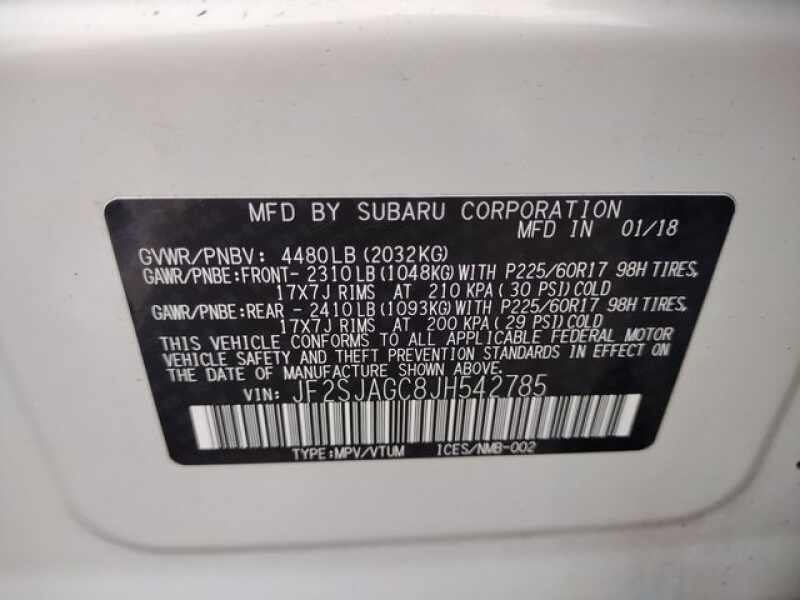 MFD BY SUBARU CORPORATION
MFD IN 01/18
GVWR/PNBV: 4480LB(2032KG)
GAWR/PNBE:FRONT- 2310LB(1048KG)WITH P225/60R17 98H TIRES,
17X7J RIMS AT 210 KPA(30 PSI)COLD
GAWR/PNBE:REAR - 2410LB(1093KG)WITH P225/60R17 98H TIRES,
17X7J RIMS AT 200 KPA(29 PSI)COLD
THIS VEHICLE CONFORMS TO ALL APPLICABLE FEDERAL MOTOR
VEHICLE SAFETY AND THEFT PREVENTION STANDARDS IN EFFECT ON
THE DATE OF MANUFACTURE SHOWN ABOVE.
VIN: JF2SJAGC8JH542785
TYPE:MPV/VTUM ICES/NMB-002